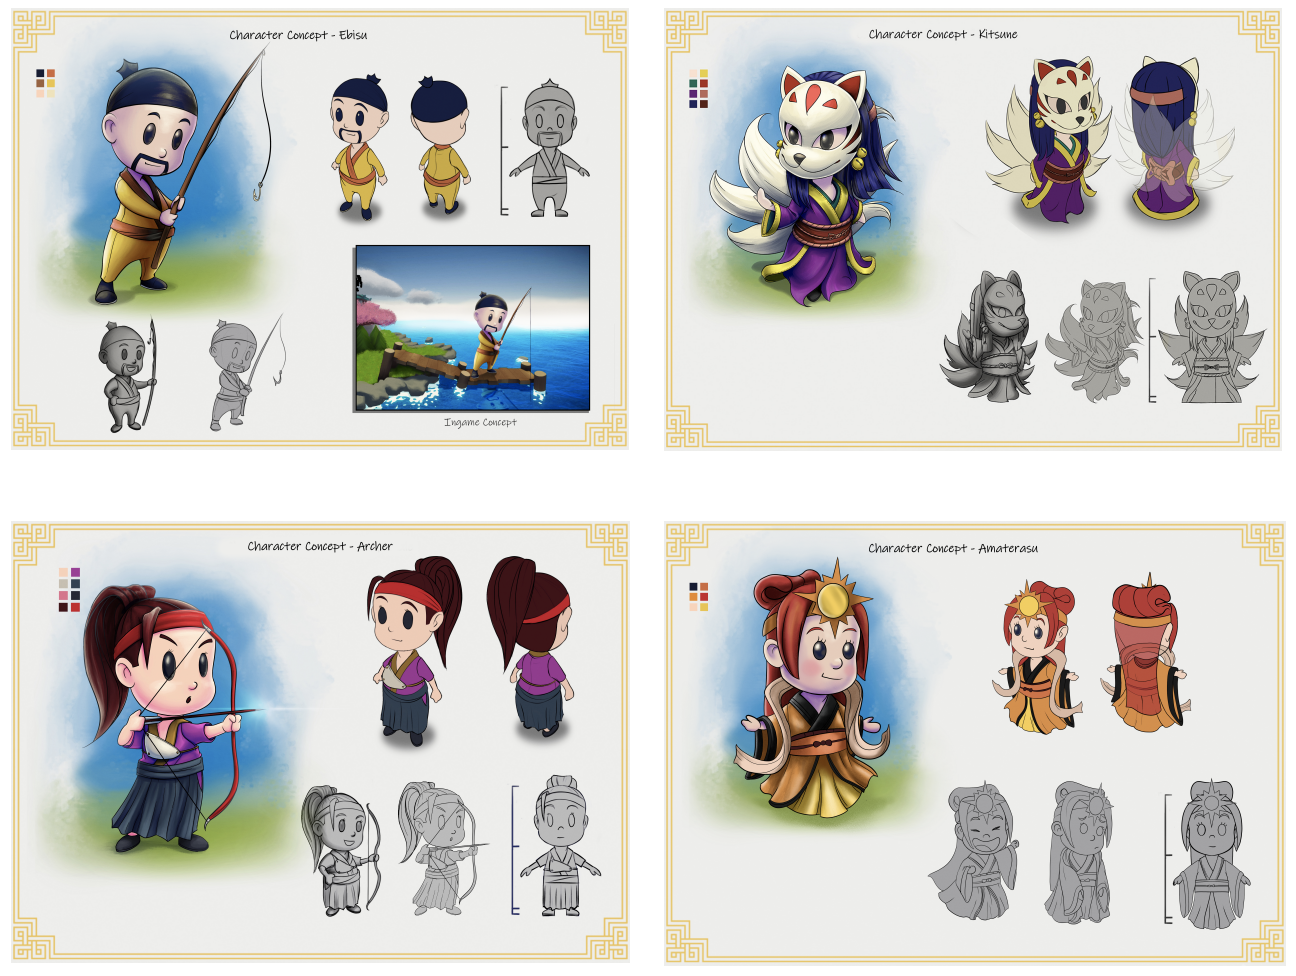 Character Concept - Ebisu
Ingame Concept
Character Concept - Kitsune
Character Concept - Archer
Character Concept - Amaterasu